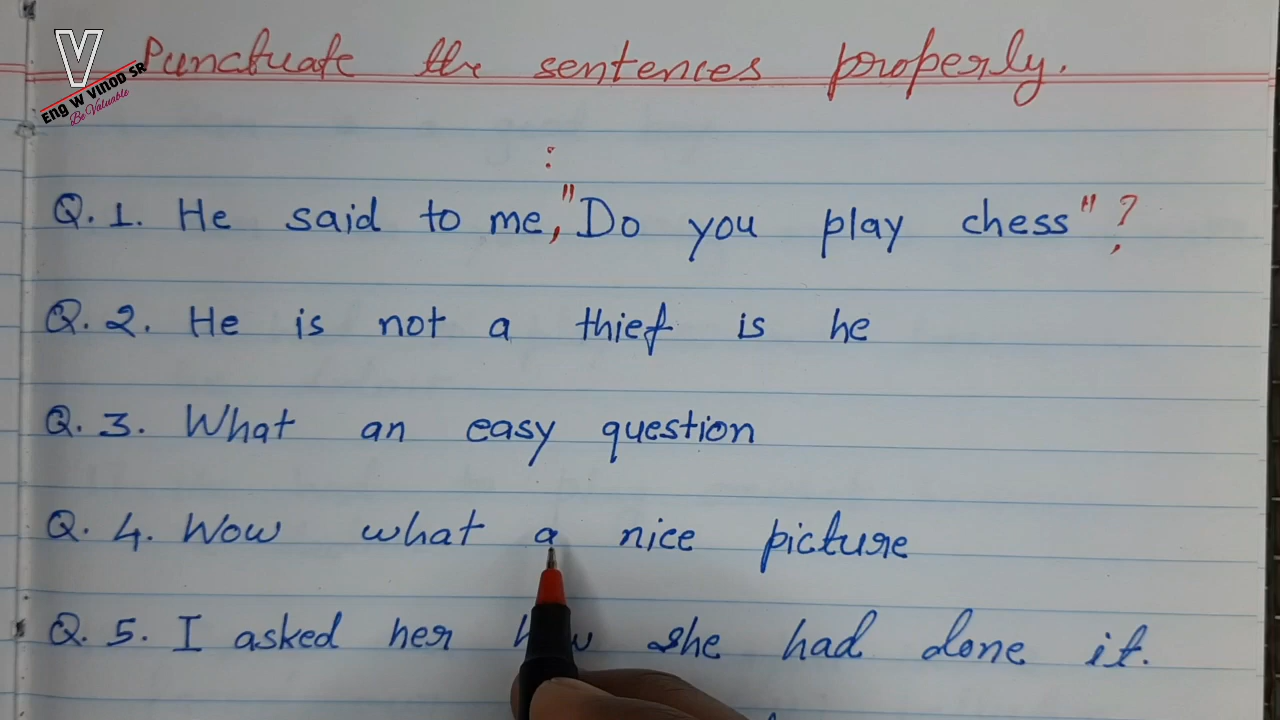 V
ENG W VINOD SR
Be Valuable
Punctuate the sentences properly.
:
Q. 1. He said to me, "Do you play chess" ?
Q. 2. He is not a thief is he
Q. 3. What an easy question
Q. 4. Wow what a nice picture
Q. 5. I asked her she had done it.